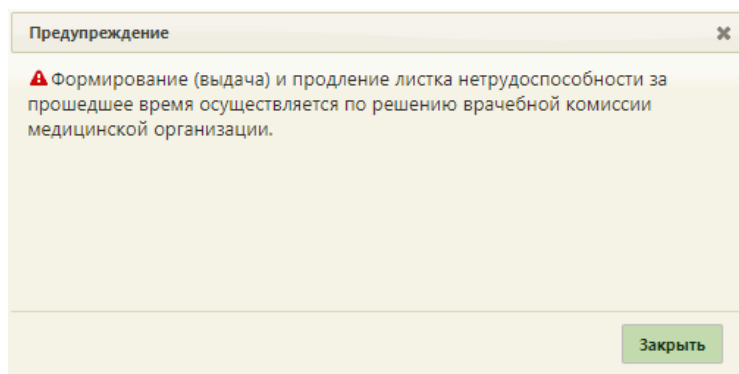 Предупреждение
Формирование (выдача) и продление листка нетрудоспособности за
прошедшее время осуществляется по решению врачебной комиссии
медицинской организации.
Закрыть